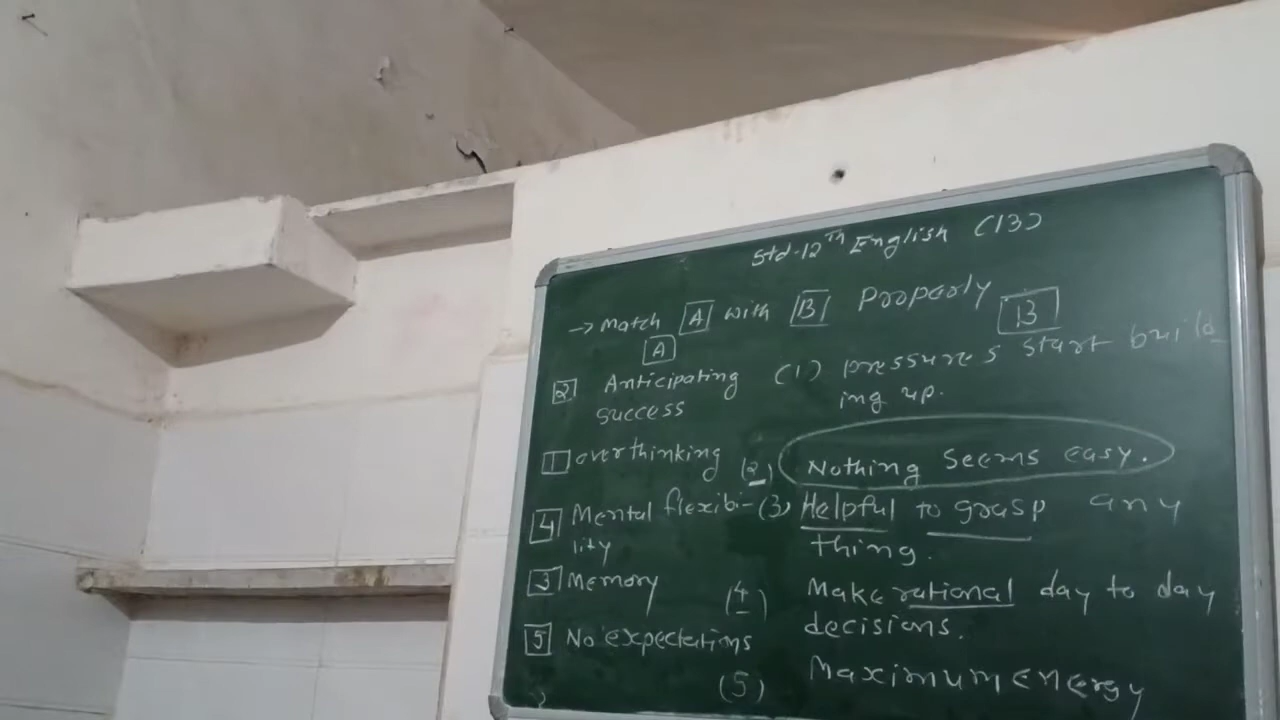 Std-12th English (13)
-> Match A with B Properly
A B
2 Anticipating success (1) pressure s start build
ing up.
1 overthinking (2) Nothing seems easy.
4 Mental flexibi- (3) Helpful to grasp any
lity thing.
3 Memory (4) Make rational day to day
decisions.
5 No expectations
(5) Maximum energy